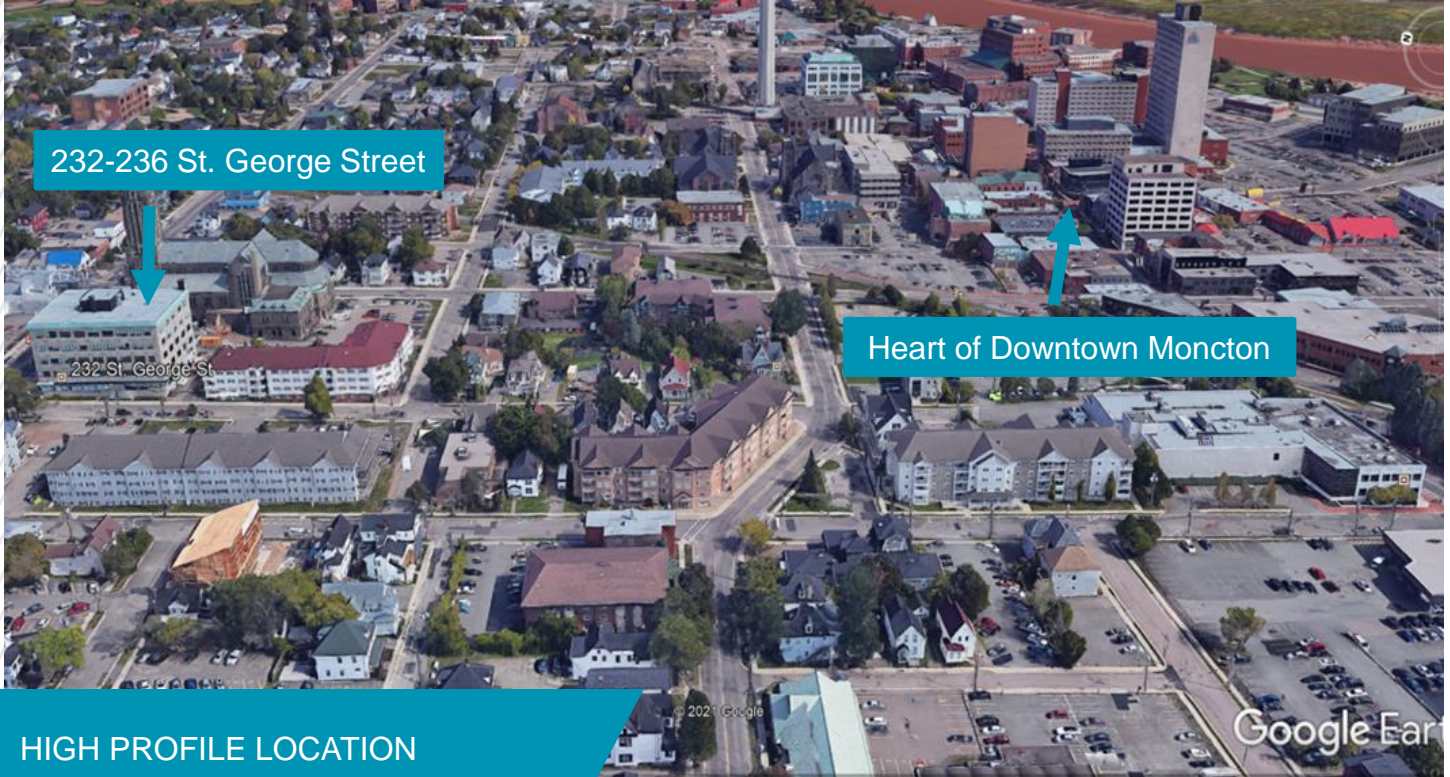 232-236 St. George Street
Heart of Downtown Moncton
232 St. George St
© 2021 Google
Google Eart
HIGH PROFILE LOCATION